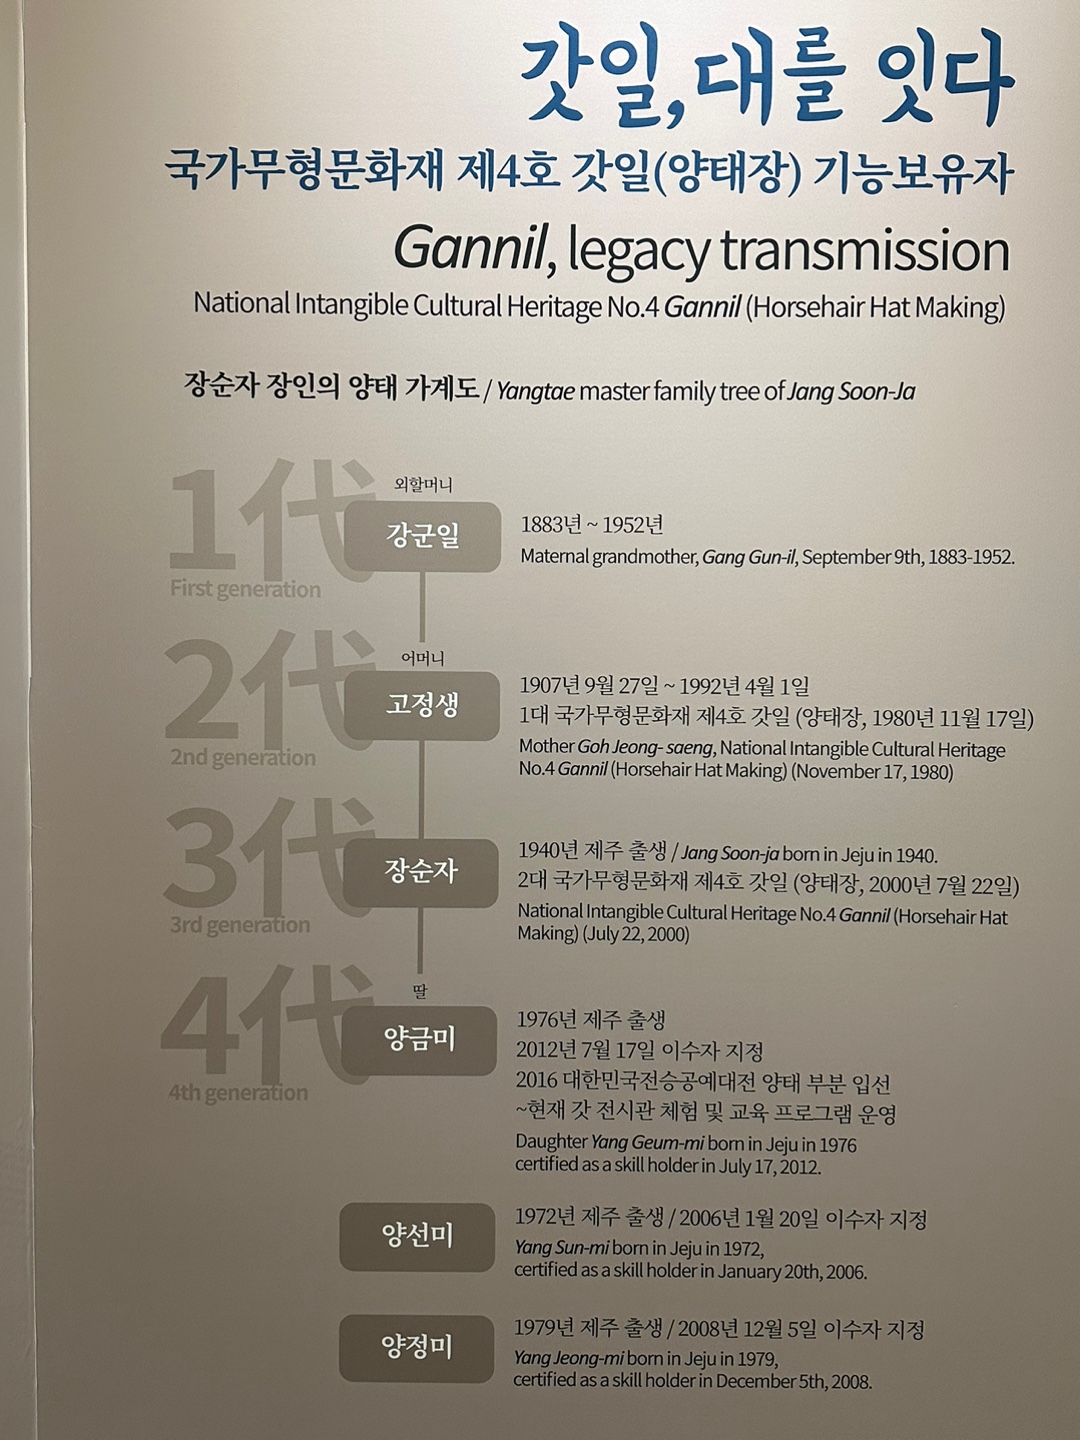 갓일, 대를 잇다
국가무형문화재 제4호 갓일(양태장) 기능보유자
Gannil, legacy transmission
National Intangible Cultural Heritage No.4 Gannil (Horsehair Hat Making)
장순자 장인의 양태 가계도 / Yangtae master family tree of Jang Soon-Ja
1代
First generation
외할머니
강군일
1883년 ~ 1952년
Maternal grandmother, Gang Gun-il, September 9th, 1883-1952.
2代
2nd generation
어머니
고정생
1907년 9월 27일 ~ 1992년 4월 1일
1대 국가무형문화재 제4호 갓일 (양태장, 1980년 11월 17일)
Mother Goh Jeong- saeng, National Intangible Cultural Heritage
No.4 Gannil (Horsehair Hat Making) (November 17, 1980)
3代
3rd generation
장순자
1940년 제주 출생 / Jang Soon-ja born in Jeju in 1940.
2대 국가무형문화재 제4호 갓일 (양태장, 2000년 7월 22일)
National Intangible Cultural Heritage No.4 Gannil (Horsehair Hat
Making) (July 22, 2000)
4代
4th generation
딸
양금미
1976년 제주 출생
2012년 7월 17일 이수자 지정
2016 대한민국전승공예대전 양태 부분 입선
~현재 갓 전시관 체험 및 교육 프로그램 운영
Daughter Yang Geum-mi born in Jeju in 1976
certified as a skill holder in July 17, 2012.
양선미
1972년 제주 출생 / 2006년 1월 20일 이수자 지정
Yang Sun-mi born in Jeju in 1972,
certified as a skill holder in January 20th, 2006.
양정미
1979년 제주 출생 / 2008년 12월 5일 이수자 지정
Yang Jeong-mi born in Jeju in 1979,
certified as a skill holder in December 5th, 2008.